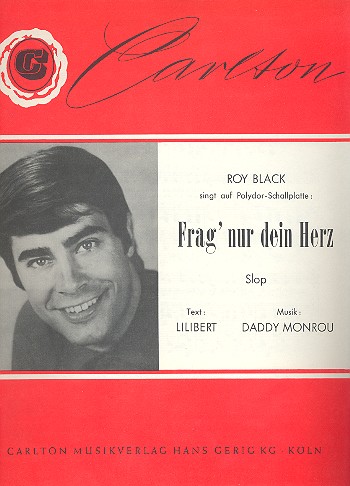 C
Carlton
ROY BLACK
singt auf Polydor-Schallplatte:
Frag' nur dein Herz
Slop
Text: Musik:
LILIBERT DADDY MONROU
CARLTON MUSIKVERLAG HANS GERIG KG · KÖLN